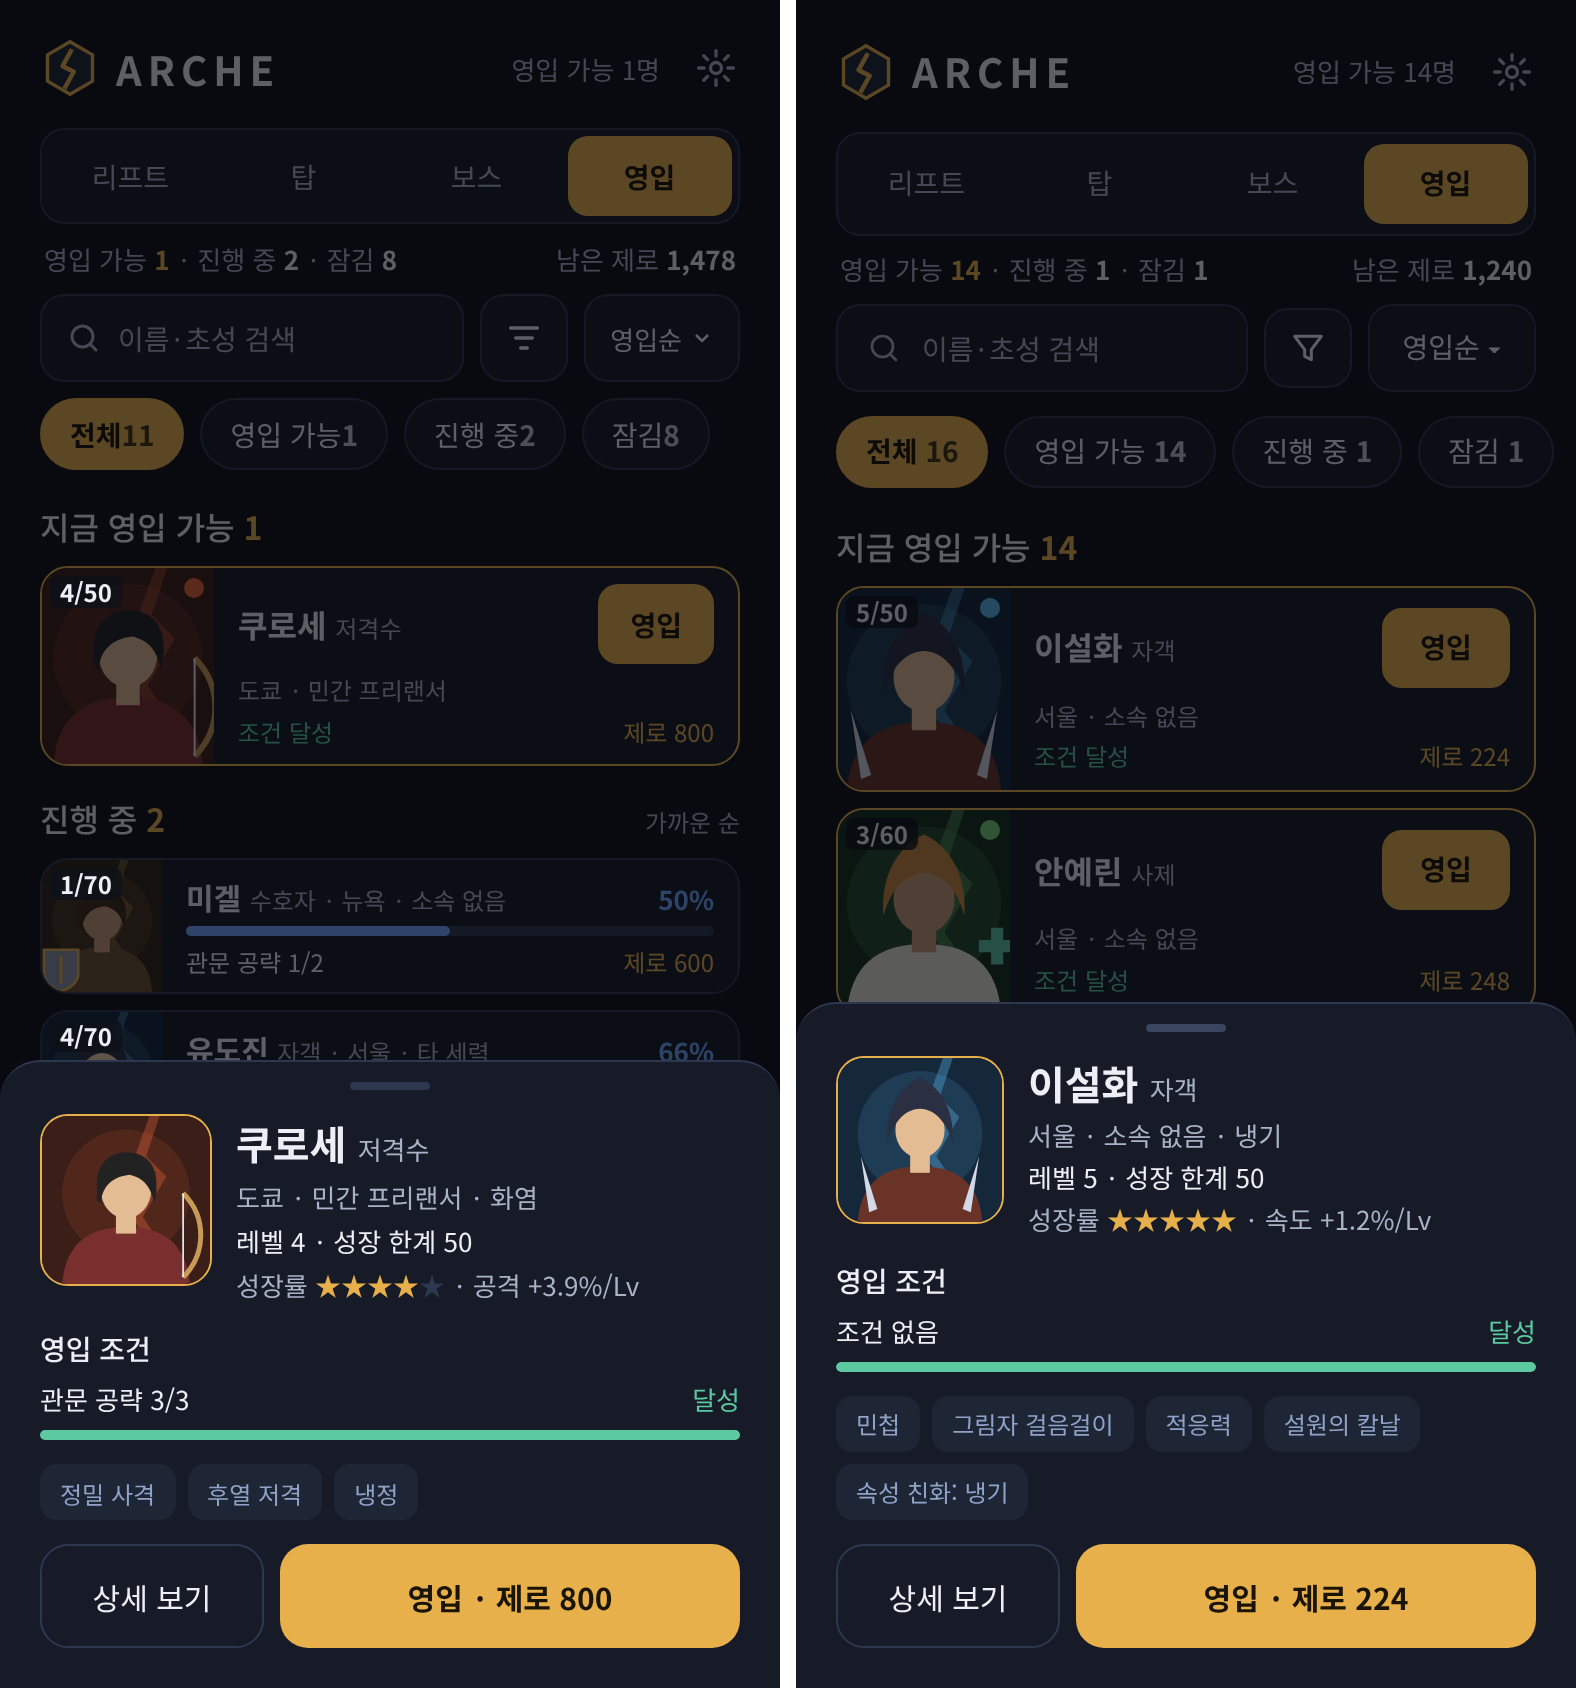 ARCHE
영입 가능 1명
리프트
탑
보스
영입
영입 가능 1 · 진행 중 2 · 잠김 8
남은 제로 1,478
이름·초성 검색
영입순
전체11
영입 가능1
진행 중2
잠김8
지금 영입 가능 1
4/50
쿠로세 저격수
영입
도쿄 · 민간 프리랜서
조건 달성
제로 800
진행 중 2
가까운 순
1/70
미겔 수호자 · 뉴욕 · 소속 없음
50%
관문 공략 1/2
제로 600
4/70
유도진 자객 · 서울 · 타 세력
66%
쿠로세 저격수
도쿄 · 민간 프리랜서 · 화염
레벨 4 · 성장 한계 50
성장률 ★★★★★ · 공격 +3.9%/Lv
영입 조건
관문 공략 3/3
달성
정밀 사격
후열 저격
냉정
상세 보기
영입 · 제로 800
ARCHE
영입 가능 14명
리프트
탑
보스
영입
영입 가능 14 · 진행 중 1 · 잠김 1
남은 제로 1,240
이름·초성 검색
영입순
전체 16
영입 가능 14
진행 중 1
잠김 1
지금 영입 가능 14
5/50
이설화 자객
영입
서울 · 소속 없음
조건 달성
제로 224
3/60
안예린 사제
영입
서울 · 소속 없음
조건 달성
제로 248
이설화 자객
서울 · 소속 없음 · 냉기
레벨 5 · 성장 한계 50
성장률 ★★★★★ · 속도 +1.2%/Lv
영입 조건
조건 없음
달성
민첩
그림자 걸음걸이
적응력
설원의 칼날
속성 친화: 냉기
상세 보기
영입 · 제로 224